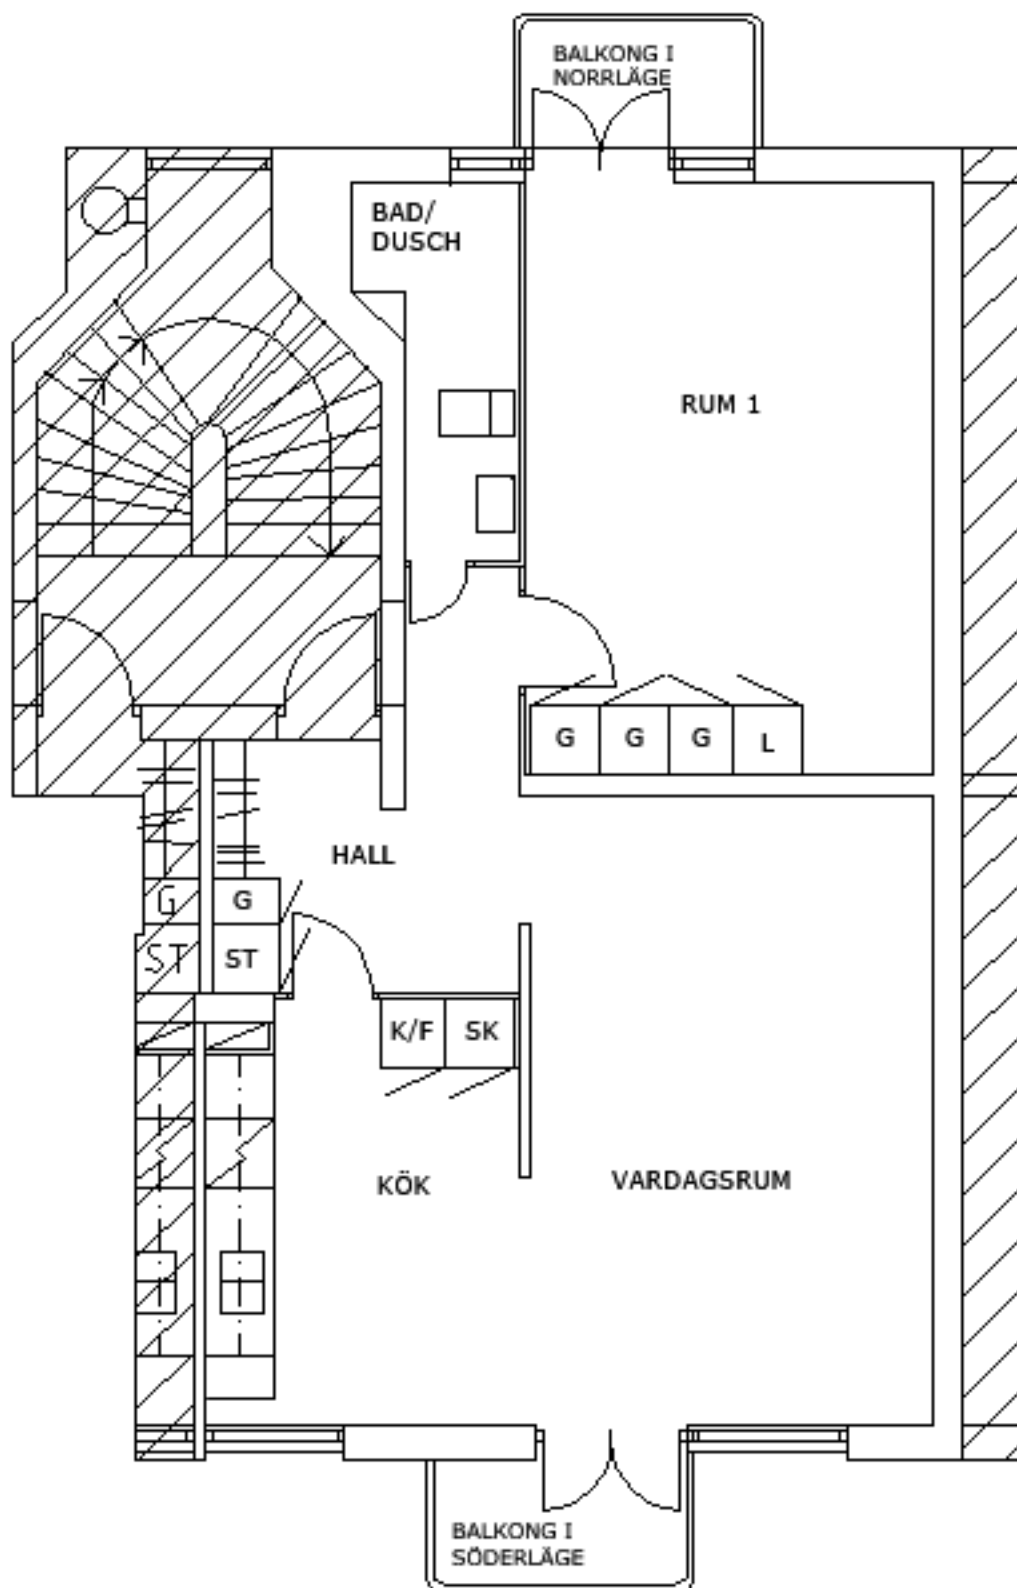 BALKONG I
NORRLÄGE
BAD/
DUSCH
RUM 1
G G G L
HALL
G G
ST ST
K/F SK
KÖK
VARDAGSRUM
BALKONG I
SÖDERLÄGE